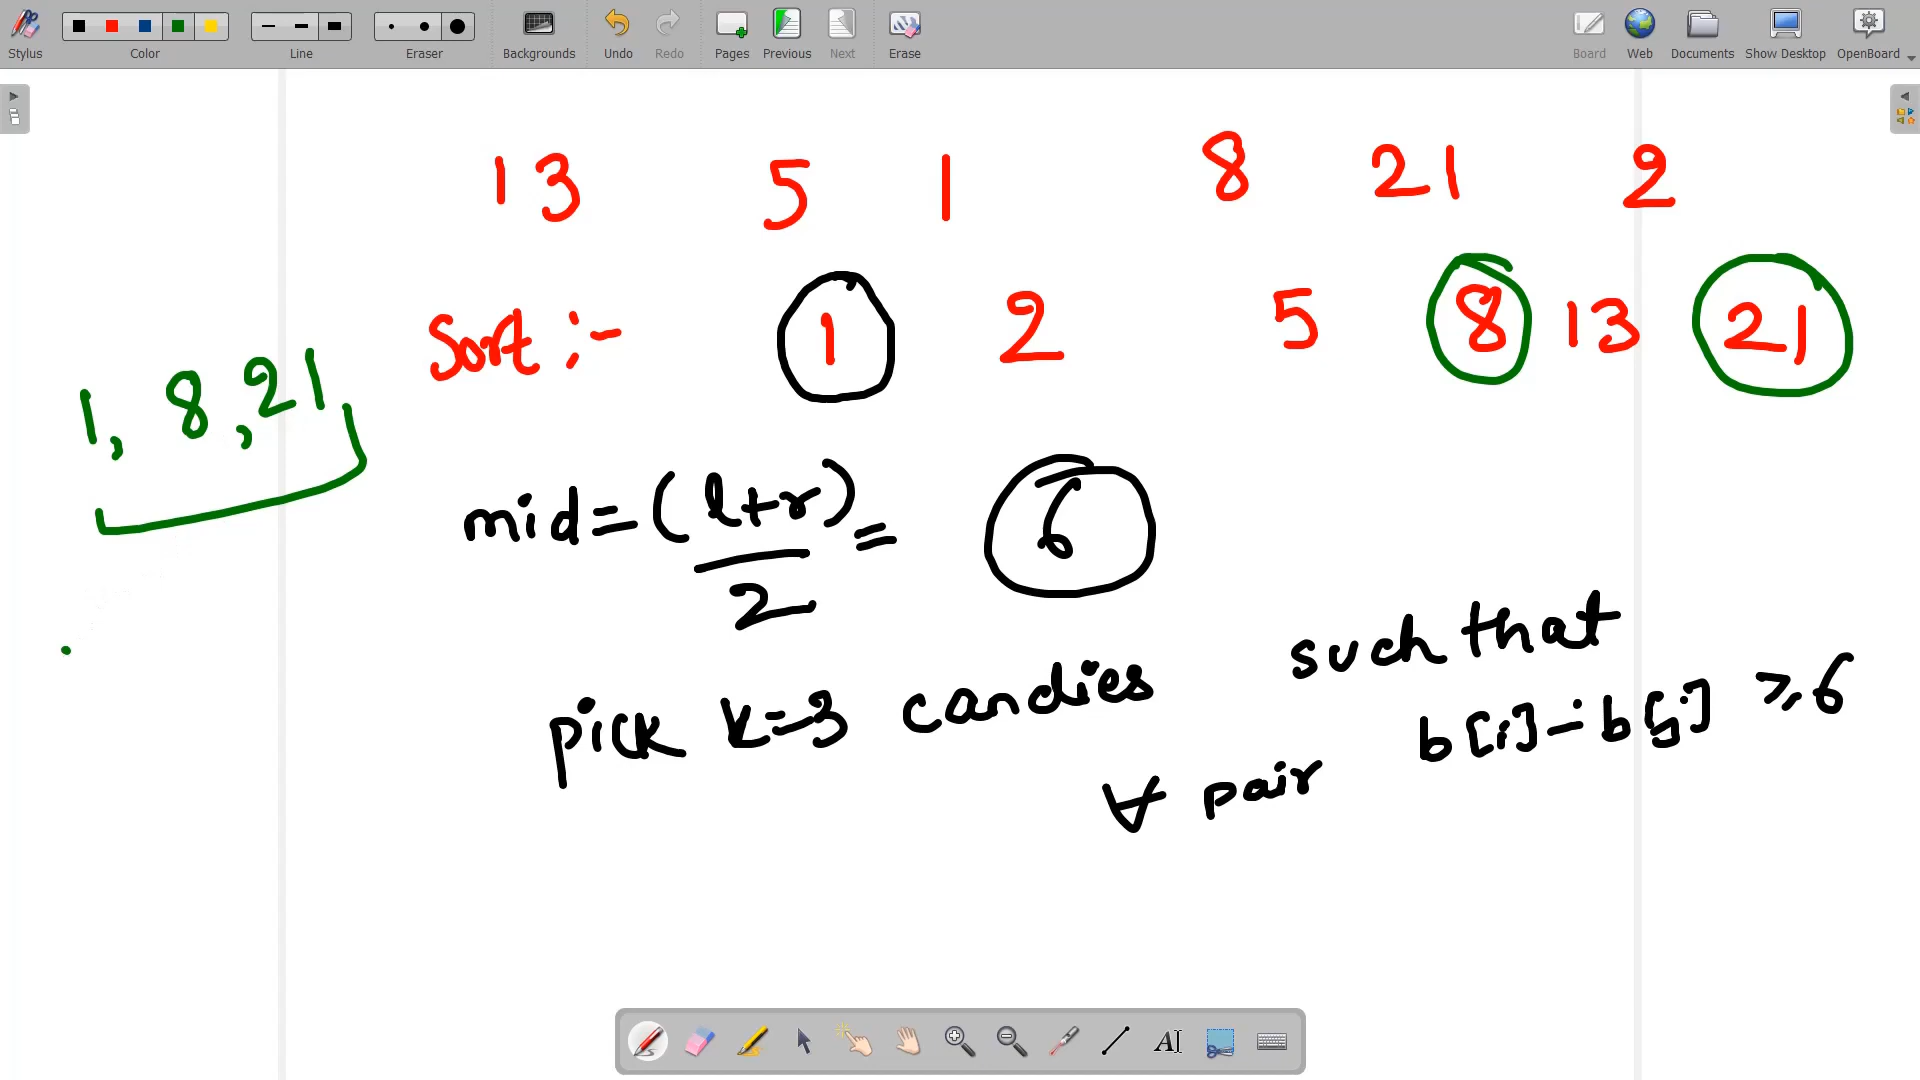 Stylus Color Line Eraser Backgrounds Undo Redo Pages Previous Next Erase Board Web Documents Show Desktop OpenBoard
13 5 1 8 21 2
Sort :- 1 2 5 8 13 21
1, 8, 21,
mid = (l+r)/2 = 6
pick k=3 candies such that
∀ pair b[i] - b[j] ≥ 6